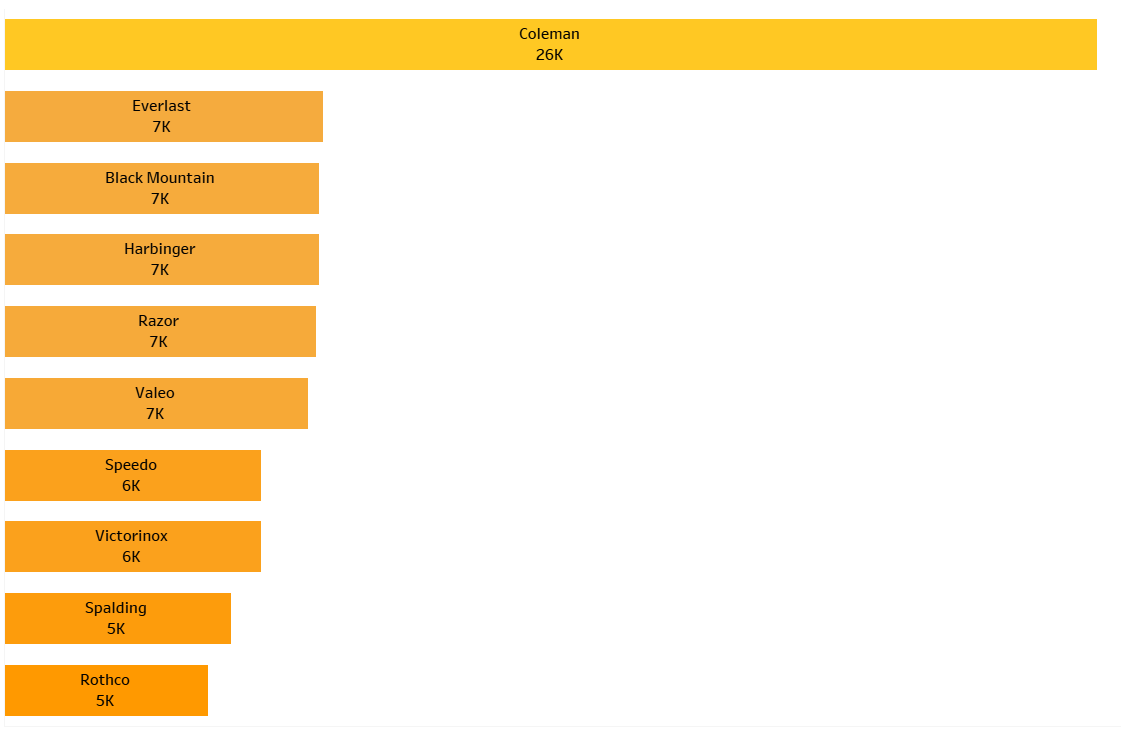 Coleman
26K
Everlast
7K
Black Mountain
7K
Harbinger
7K
Razor
7K
Valeo
7K
Speedo
6K
Victorinox
6K
Spalding
5K
Rothco
5K